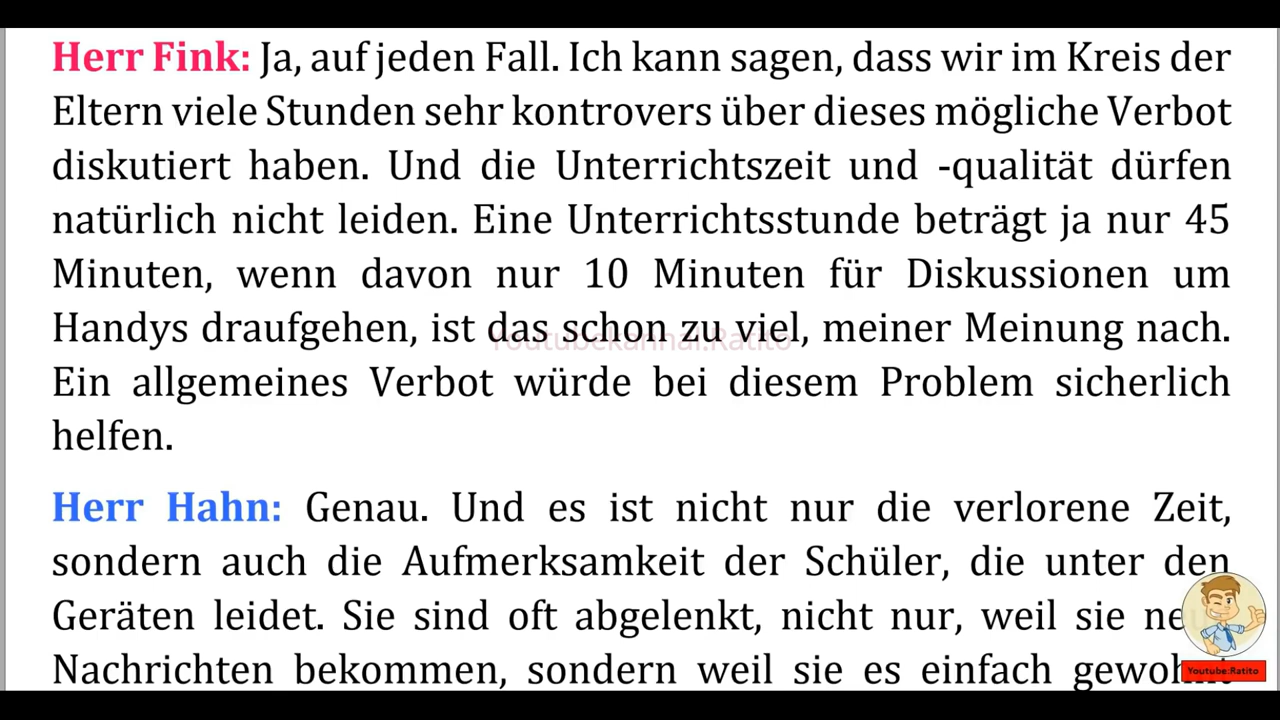 Herr Fink: Ja, auf jeden Fall. Ich kann sagen, dass wir im Kreis der
Eltern viele Stunden sehr kontrovers über dieses mögliche Verbot
diskutiert haben. Und die Unterrichtszeit und -qualität dürfen
natürlich nicht leiden. Eine Unterrichtsstunde beträgt ja nur 45
Minuten, wenn davon nur 10 Minuten für Diskussionen um
Handys draufgehen, ist das schon zu viel, meiner Meinung nach.
Youtubekannal:Ratito
Ein allgemeines Verbot würde bei diesem Problem sicherlich
helfen.
Herr Hahn: Genau. Und es ist nicht nur die verlorene Zeit,
sondern auch die Aufmerksamkeit der Schüler, die unter den
Geräten leidet. Sie sind oft abgelenkt, nicht nur, weil sie
Nachrichten bekommen, sondern weil sie es einfach gewohnt
Youtube:Ratito